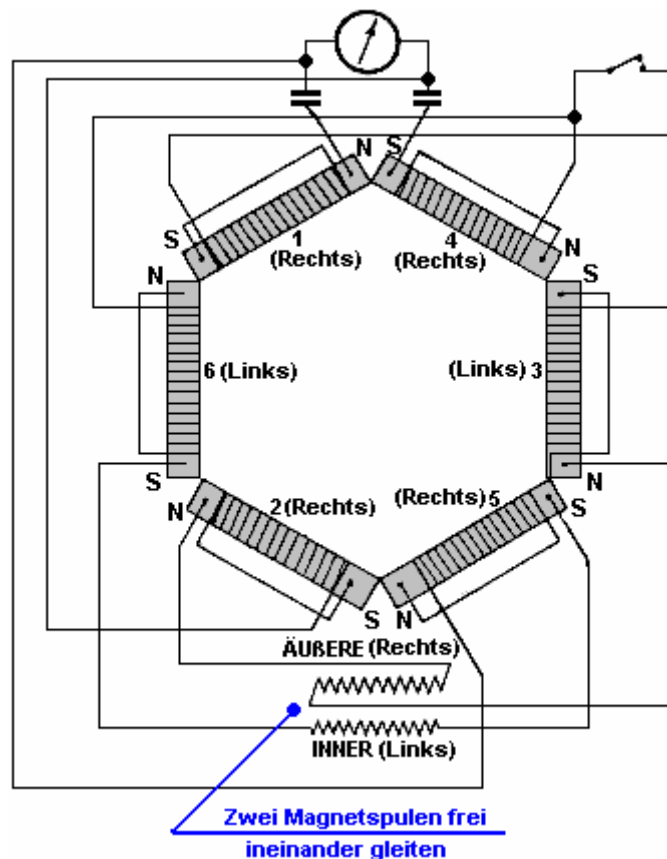 N
S
S
1
(Rechts)
4
(Rechts)
N
N
S
6 (Links)
(Links) 3
S
N
N
2 (Rechts)
(Rechts) 5
S
S
N
ÄUßERE (Rechts)
INNER (Links)
Zwei Magnetspulen frei
ineinander gleiten